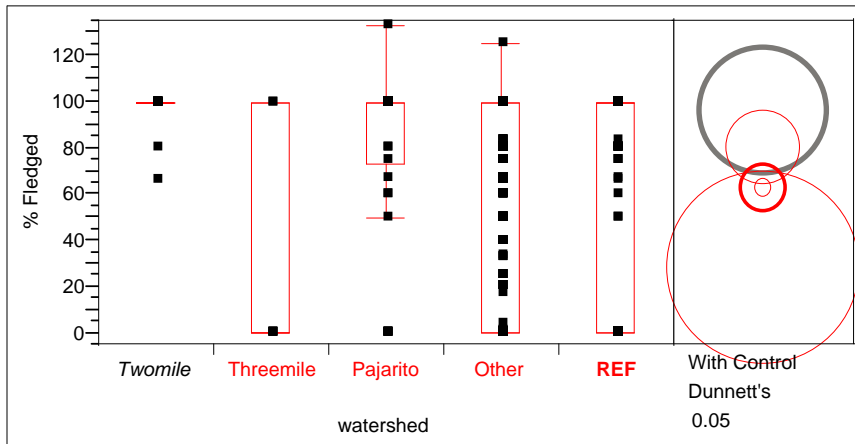 % Fledged
120
100
80
60
40
20
0
Twomile Threemile Pajarito Other REF
watershed
With Control
Dunnett's
0.05